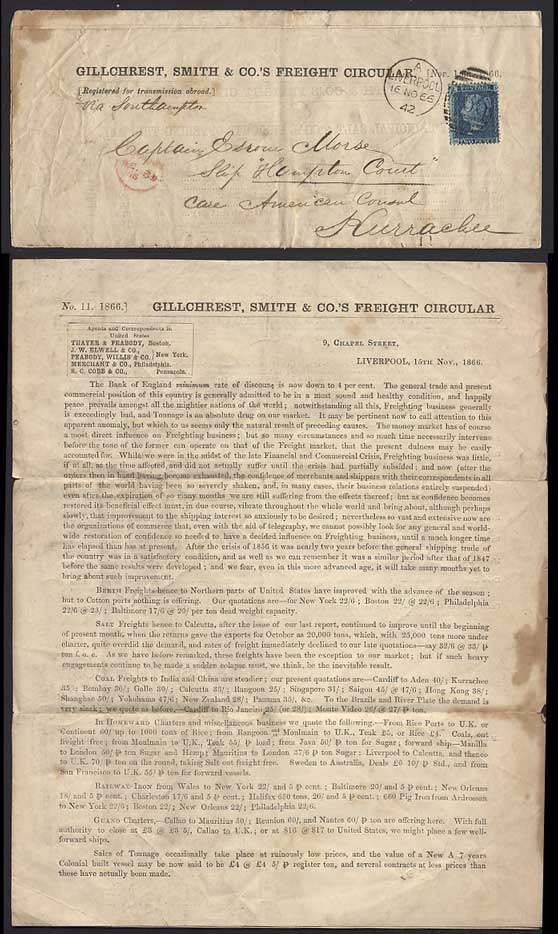 GILLCHREST, SMITH & CO.'S FREIGHT CIRCULAR.
[Registered for transmission abroad.]
Via Southampton
A
LIVERPOOL
16 NO 66
42
Captain Morse
Ship "Hampton Court"
Care American Consul
Kurrachee
No. 11. 1866.] GILLCHREST, SMITH & CO.'S FREIGHT CIRCULAR
Agents and Correspondents in
United States
THAYER & PEABODY, Boston.
J. W. ELWELL & CO.,
PEABODY, WILLIS & CO. New York.
MERCHANT & CO., Philadelphia.
R. C. COBB & CO., Pensacola.
9, CHAPEL STREET,
LIVERPOOL, 15TH NOV., 1866.
The Bank of England minimum rate of discount is now down to 4 per cent. The general trade and present
commercial position of this country is generally admitted to be in a most sound and healthy condition, and happily
peace prevails amongst all the mightier nations of the world; notwithstanding all this, Freighting business generally
is exceedingly bad, and Tonnage is an absolute drug on our market. It may be pertinent now to call attention to this
apparent anomaly, but which to us seems only the natural result of preceding causes. The money market has of course
a most direct influence on Freighting business; but so many circumstances and so much time necessarily intervene
before the tone of the former can operate on that of the Freight market, that the present dulness may be easily
accounted for. While we were in the midst of the late Financial and Commercial Crisis, Freighting business was little,
if at all, at the time affected, and did not actually suffer until the crisis had partially subsided; and now (after the
orders then in hand having become exhausted, the confidence of merchants and shippers with their correspondents in all
parts of the world having been so severely shaken, and, in many cases, their business relations entirely suspended)
even after the expiration of so many months we are still suffering from the effects thereof; but as confidence becomes
restored its beneficial effect must, in due course, vibrate throughout the whole world and bring about, although perhaps
slowly, that improvement to the shipping interest so anxiously to be desired; nevertheless so vast and extensive now are
the organizations of commerce that, even with the aid of telegraphy, we cannot possibly look for any general and world-
wide restoration of confidence so needed to have a decided influence on Freighting business, until a much longer time
has elapsed than has at present. After the crisis of 1856 it was nearly two years before the general shipping trade of
the country was in a satisfactory condition, and as well as we can remember it was a similar period after that of 1847
before the same results were developed; and we fear, even in this more advanced age, it will take many months yet to
bring about such improvement.
BERTH Freights hence to Northern parts of United States have improved with the advance of the season;
but to Cotton ports nothing is offering. Our quotations are—for New York 22/6; Boston 22/ @ 22/6; Philadelphia
22/6 @ 23/; Baltimore 17/6 @ 20/ per ton dead weight capacity.
SALT Freights hence to Calcutta, after the issue of our last report, continued to improve until the beginning
of present month, when the returns gave the exports for October as 20,000 tons, which, with 25,000 tons more under
charter, quite overdid the demand, and rates of freight immediately declined to our late quotations—say 32/6 @ 33/ ⅌
ton f. o. c. As we have before remarked, these freights have been the exception to our market; but if such heavy
engagements continue to be made a sudden collapse must, we think, be the inevitable result.
COAL Freights to India and China are steadier; our present quotations are—Cardiff to Aden 40/; Kurrachee
35/; Bombay 36/; Galle 30/; Calcutta 33/; Rangoon 25/; Singapore 31/; Saigon 45/ @ 47/6; Hong Kong 38/;
Shanghae 50/; Yokohama 47/6; New Zealand 28/; Panama 35/, &c. To the Brazils and River Plate the demand is
very slack; we quote as before,—Cardiff to Rio Janeiro 25/ (or 28/); Monte Video 26/ @ 27/ ⅌ ton.
In HOMEWARD Charters and miscellaneous business we quote the following.—From Rice Ports to U.K. or
Continent 60/ up to 1000 tons of Rice; from Rangoon and Moulmain to U.K., Teak £5, or Rice £4. Coals, out
freight free; from Moulmain to U.K., Teak 55/ ⅌ load; from Java 50/ ⅌ ton for Sugar; forward ship—Manilla
to London 50/ ⅌ ton Sugar and Hemp; Mauritius to London 37/6 ⅌ ton Sugar; Liverpool to Calcutta, and thence
to U.K. 70/ ⅌ ton on the round, taking Salt out freight free. Sweden to Australia, Deals £6 10/ ⅌ Std., and from
San Francisco to U.K. 55/ ⅌ ton for forward vessels.
RAILWAY IRON from Wales to New York 22/ and 5 ⅌ cent.; Baltimore 20/ and 5 ⅌ cent.; New Orleans
18/ and 5 ⅌ cent.; Charleston 17/6 and 5 ⅌ cent.; Halifax 650 tons, 20/ and 5 ⅌ cent.; 660 Pig Iron from Ardrossan
to New York 22/6; Boston 22/; New Orleans 22/; Philadelphia 22/6.
GUANO Charters,—Callao to Mauritius 50/; Reunion 60/, and Nantes 60/ ⅌ ton are offering here. With full
authority to close at £3 @ £3 5/, Callao to U.K.; or at $16 @ $17 to United States, we might place a few well-
forward ships.
Sales of Tonnage occasionally take place at ruinously low prices, and the value of a New A 7 years
Colonial built vessel may be now said to be £4 @ £4 5/ ⅌ register ton, and several contracts at less prices than
these have actually been made.